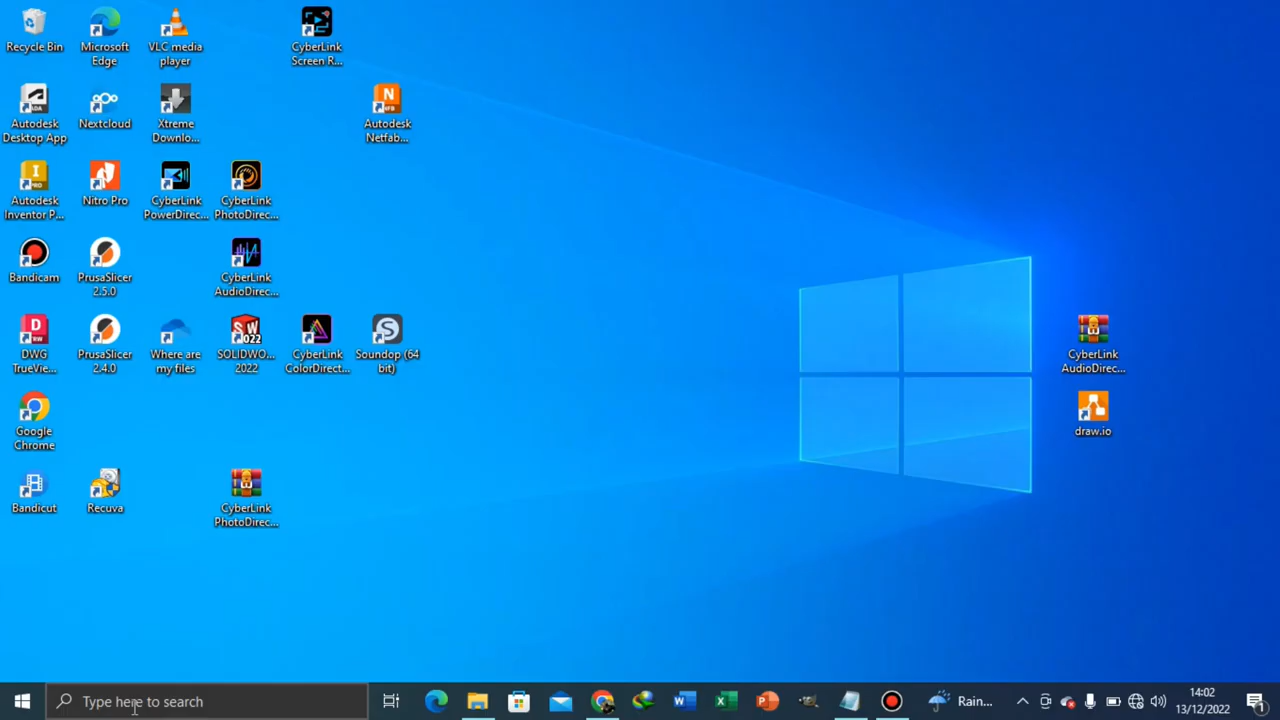 Recycle Bin
Microsoft
Edge
VLC media
player
CyberLink
Screen R...
Autodesk
Desktop App
Nextcloud
Xtreme
Downlo...
Autodesk
Netfab...
Autodesk
Inventor P...
Nitro Pro
CyberLink
PowerDirec...
CyberLink
PhotoDirec...
Bandicam
PrusaSlicer
2.5.0
CyberLink
AudioDirec...
DWG
TrueVie...
PrusaSlicer
2.4.0
Where are
my files
SOLIDWO...
2022
CyberLink
ColorDirect...
Soundop (64
bit)
CyberLink
AudioDirec...
Google
Chrome
draw.io
Bandicut
Recuva
CyberLink
PhotoDirec...
Type here to search
Rain...
14:02
13/12/2022
1